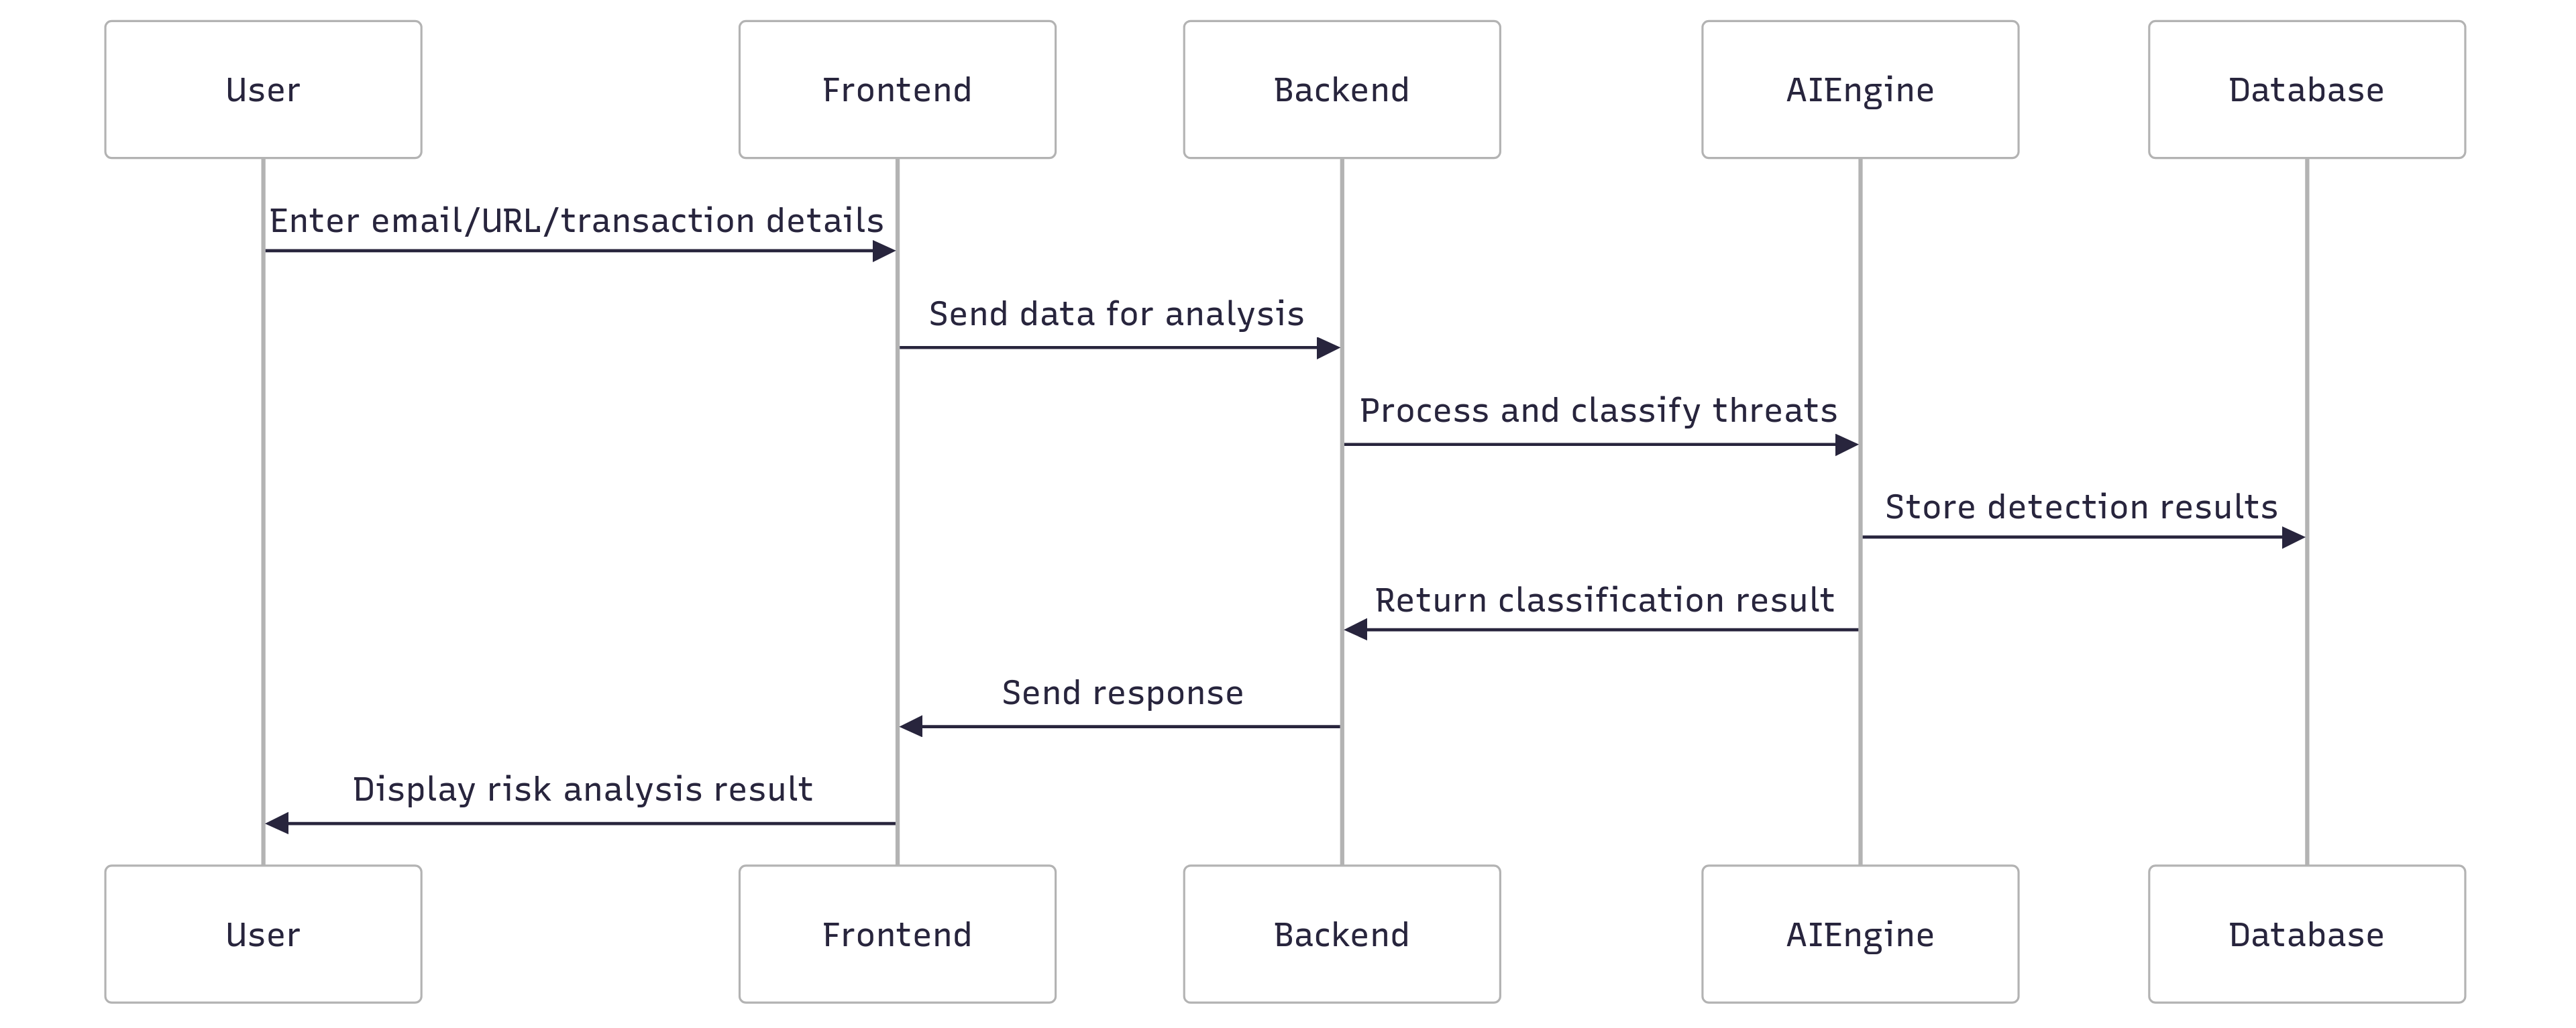 User
Frontend
Backend
AIEngine
Database
Enter email/URL/transaction details
Send data for analysis
Process and classify threats
Store detection results
Return classification result
Send response
Display risk analysis result
User
Frontend
Backend
AIEngine
Database